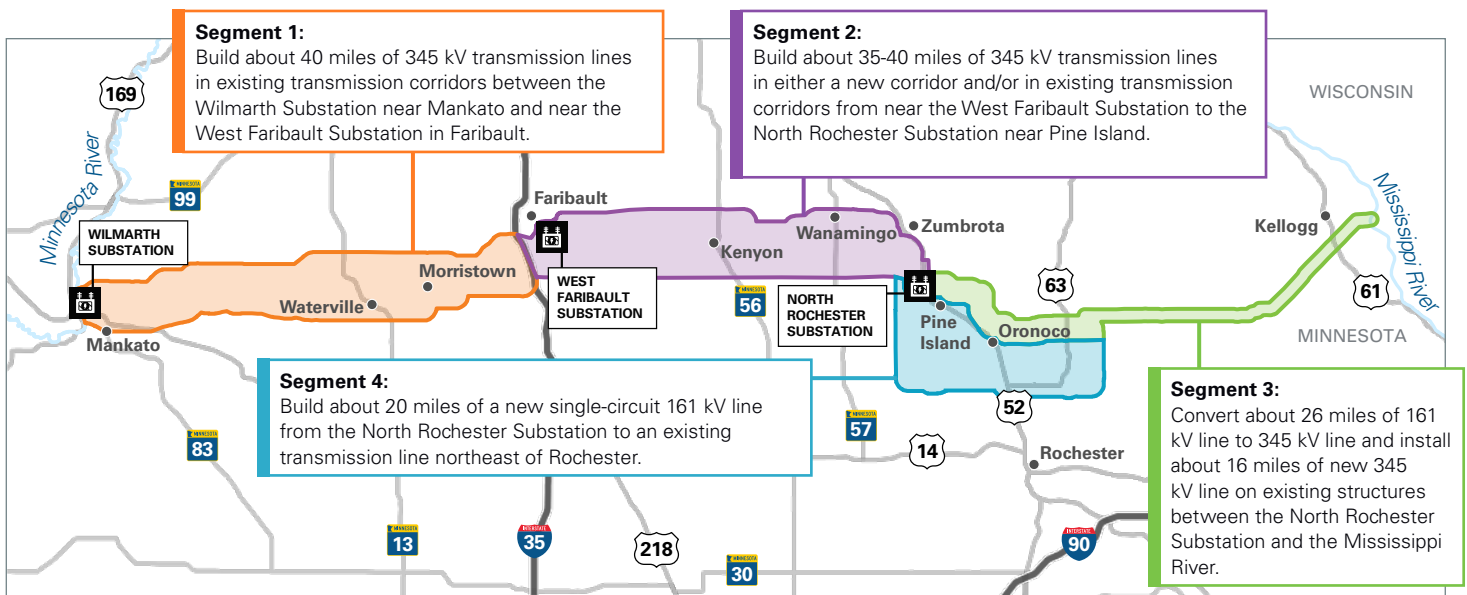 Segment 1:
Build about 40 miles of 345 kV transmission lines
in existing transmission corridors between the
Wilmarth Substation near Mankato and near the
West Faribault Substation in Faribault.
Segment 2:
Build about 35-40 miles of 345 kV transmission lines
in either a new corridor and/or in existing transmission
corridors from near the West Faribault Substation to the
North Rochester Substation near Pine Island.
WISCONSIN
169
Minnesota River
MINNESOTA
99
Faribault
WILMARTH
SUBSTATION
Morristown
Waterville
Mankato
Kenyon
Wanamingo
Zumbrota
WEST
FARIBAULT
SUBSTATION
MINNESOTA
56
NORTH
ROCHESTER
SUBSTATION
Pine
Island
Oronoco
63
Kellogg
Mississippi River
61
MINNESOTA
Segment 4:
Build about 20 miles of a new single-circuit 161 kV line
from the North Rochester Substation to an existing
transmission line northeast of Rochester.
Segment 3:
Convert about 26 miles of 161
kV line to 345 kV line and install
about 16 miles of new 345
kV line on existing structures
between the North Rochester
Substation and the Mississippi
River.
52
MINNESOTA
57
14
Rochester
MINNESOTA
83
MINNESOTA
13
INTERSTATE
35
218
MINNESOTA
30
INTERSTATE
90